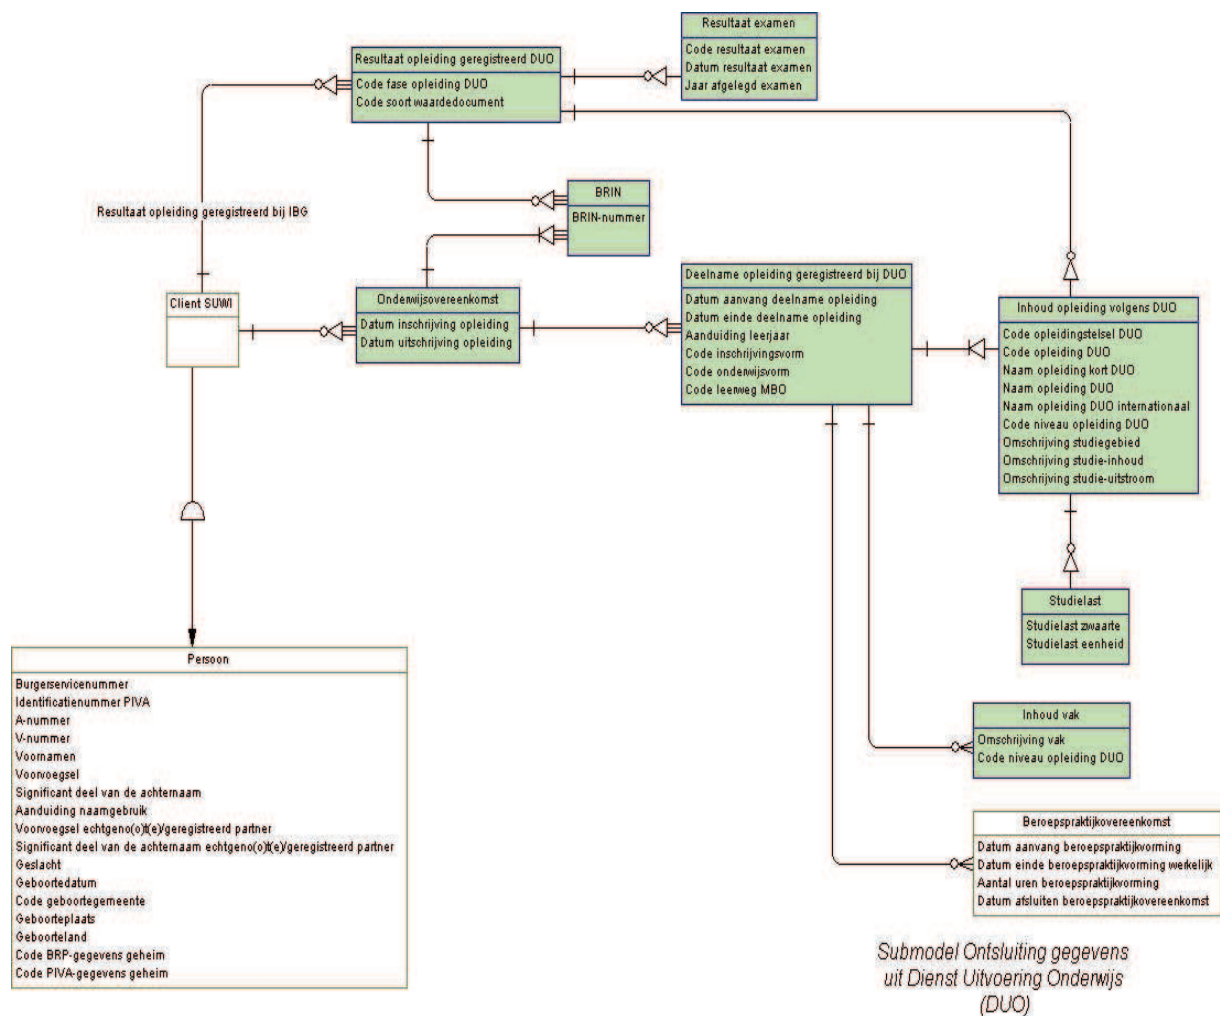 Resultaat examen
Code resultaat examen
Datum resultaat examen
Jaar afgelegd examen
Resultaat opleiding geregistreerd DUO
Code fase opleiding DUO
Code soort waardedocument
BRIN
BRIN-nummer
Resultaat opleiding geregistreerd bij IBG
Client SUWI
Onderwijsovereenkomst
Datum inschrijving opleiding
Datum uitschrijving opleiding
Deelname opleiding geregistreerd bij DUO
Datum aanvang deelname opleiding
Datum einde deelname opleiding
Aanduiding leerjaar
Code inschrijvingsvorm
Code onderwijsvorm
Code leerweg MBO
Inhoud opleiding volgens DUO
Code opleidingstelsel DUO
Code opleiding DUO
Naam opleiding kort DUO
Naam opleiding DUO
Naam opleiding DUO internationaal
Code niveau opleiding DUO
Omschrijving studiegebied
Omschrijving studie-inhoud
Omschrijving studie-uitstroom
Studielast
Studielast zwaarte
Studielast eenheid
Persoon
Burgerservicenummer
Identificatienummer PIVA
A-nummer
V-nummer
Voornamen
Voorvoegsel
Significant deel van de achternaam
Aanduiding naamgebruik
Voorvoegsel echtgeno(o)t(e)/geregistreerd partner
Significant deel van de achternaam echtgeno(o)t(e)/geregistreerd partner
Geslacht
Geboortedatum
Code geboortegemeente
Geboorteplaats
Geboorteland
Code BRP-gegevens geheim
Code PIVA-gegevens geheim
Inhoud vak
Omschrijving vak
Code niveau opleiding DUO
Beroepspraktijkovereenkomst
Datum aanvang beroepspraktijkvorming
Datum einde beroepspraktijkvorming werkelijk
Aantal uren beroepspraktijkvorming
Datum afsluiten beroepspraktijkovereenkomst
Submodel Ontsluiting gegevens
uit Dienst Uitvoering Onderwijs
(DUO)